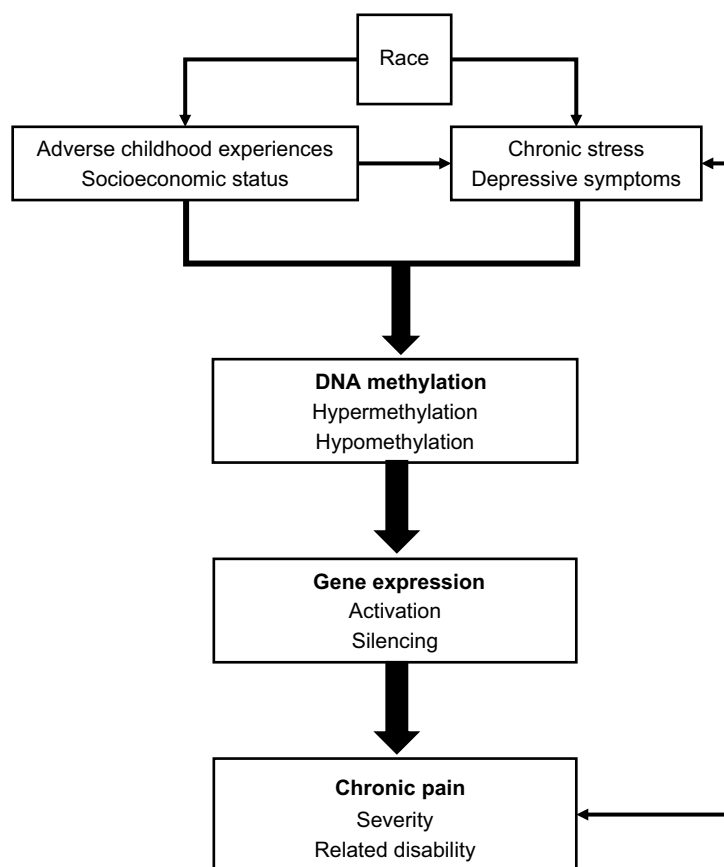 Race
Adverse childhood experiences
Socioeconomic status
Chronic stress
Depressive symptoms
DNA methylation
Hypermethylation
Hypomethylation
Gene expression
Activation
Silencing
Chronic pain
Severity
Related disability